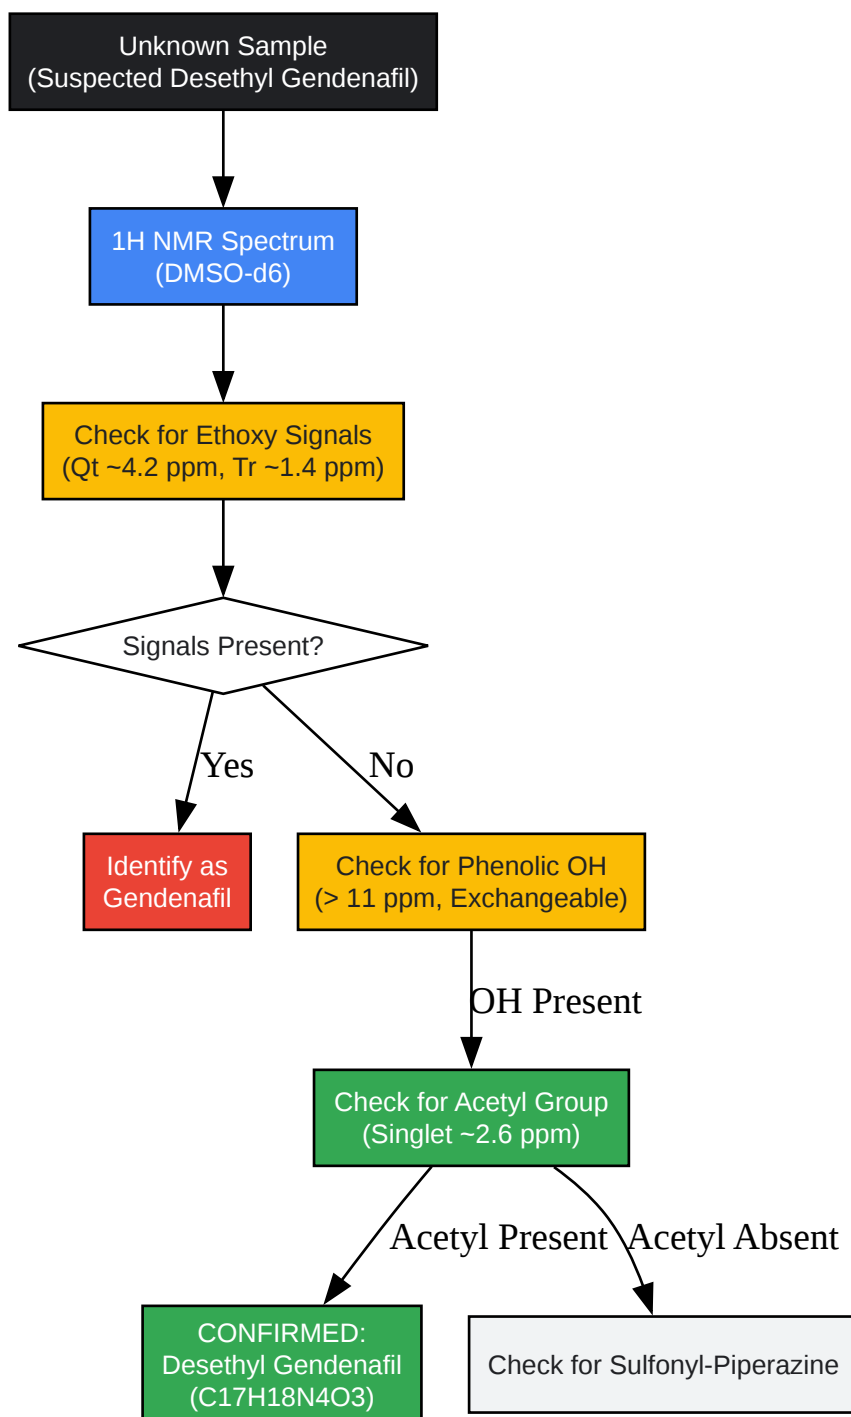 Unknown Sample
(Suspected Desethyl Gendenafil)
1H NMR Spectrum
(DMSO-d6)
Check for Ethoxy Signals
(Qt ~4.2 ppm, Tr ~1.4 ppm)
Signals Present?
Yes
No
Identify as
Gendenafil
Check for Phenolic OH
(> 11 ppm, Exchangeable)
OH Present
Check for Acetyl Group
(Singlet ~2.6 ppm)
Acetyl Present
Acetyl Absent
CONFIRMED:
Desethyl Gendenafil
(C17H18N4O3)
Check for Sulfonyl-Piperazine